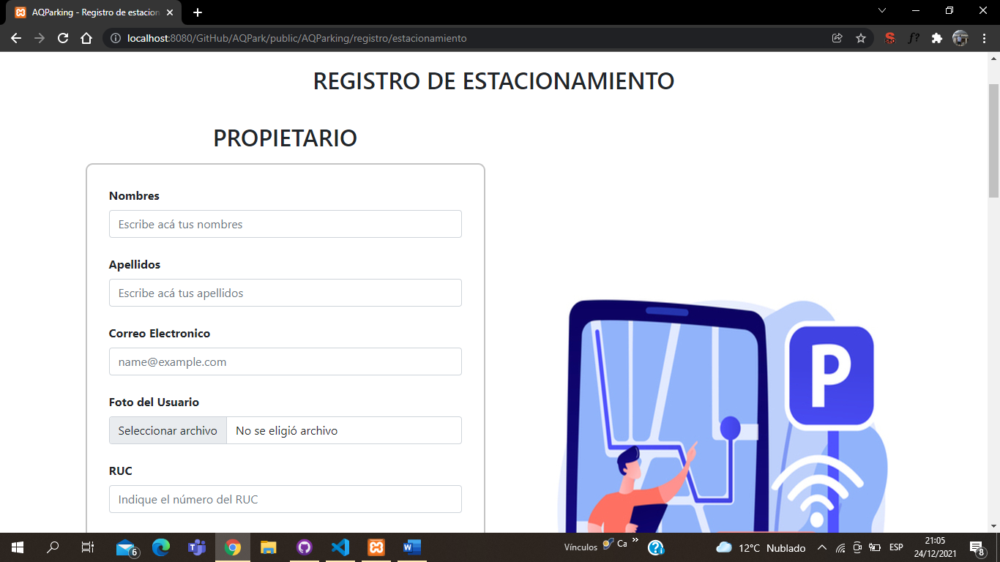 AQParking - Registro de estacion
localhost:8080/GitHub/AQPark/public/AQParking/registro/estacionamiento
REGISTRO DE ESTACIONAMIENTO
PROPIETARIO
Nombres
Escribe acá tus nombres
Apellidos
Escribe acá tus apellidos
Correo Electronico
name@example.com
Foto del Usuario
Seleccionar archivo No se eligió archivo
RUC
Indique el número del RUC
P
6
Vínculos Ca
12°C Nublado
ESP
21:05
24/12/2021
8